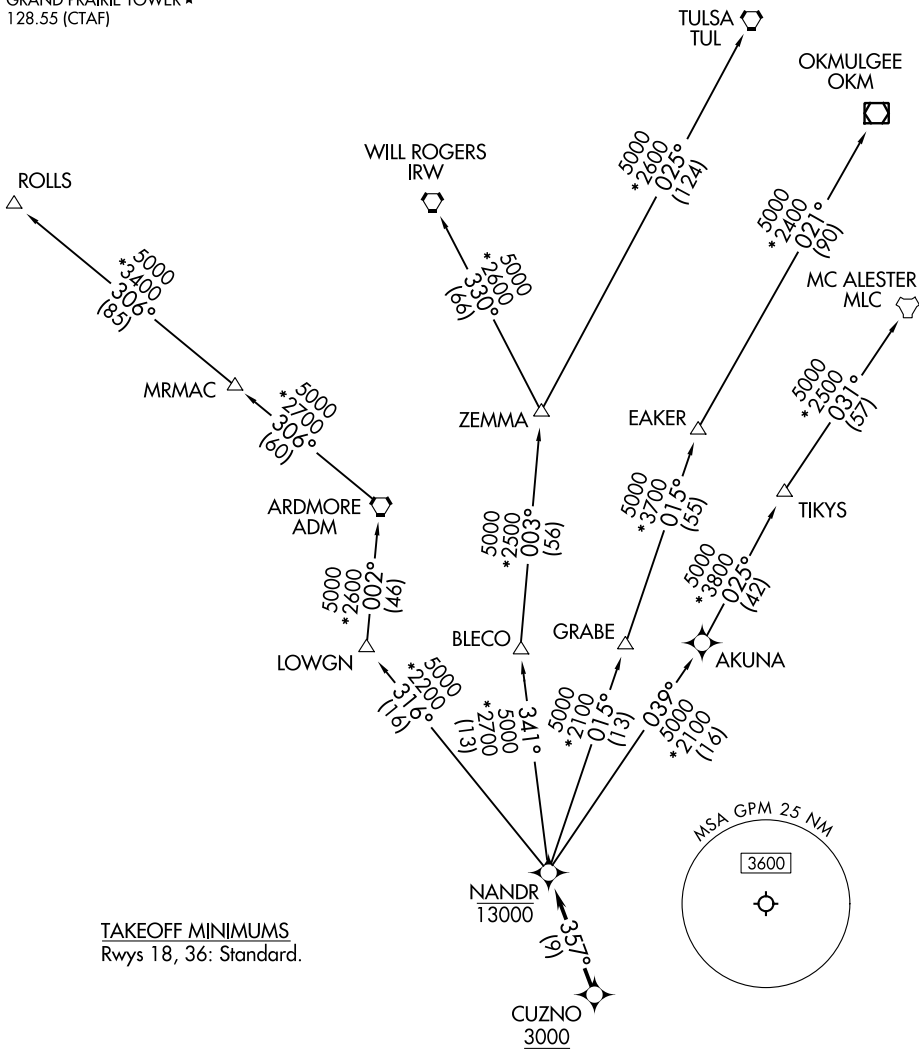 GRAND PRAIRIE TOWER★
128.55 (CTAF)
TULSA
TUL
OKMULGEE
OKM
WILL ROGERS
IRW
ROLLS
5000
*2600
025°
(124)
5000
*2400
021°
(90)
MC ALESTER
MLC
5000
*3400
306°
(85)
5000
*2600
330°
(66)
MRMAC
5000
*2700
306°
(60)
ZEMMA
EAKER
5000
*2500
031°
(57)
ARDMORE
ADM
5000
*2500
003°
(56)
5000
*3700
015°
(55)
TIKYS
5000
*2600
002°
(46)
5000
*3800
025°
(42)
LOWGN
BLECO
GRABE
AKUNA
5000
*2200
316°
(16)
341°
5000
*2700
(13)
5000
*2100
015°
(13)
039°
5000
*2100
(16)
MSA GPM 25 NM
3600
NANDR
13000
TAKEOFF MINIMUMS
Rwys 18, 36: Standard.
357°
(9)
CUZNO
3000